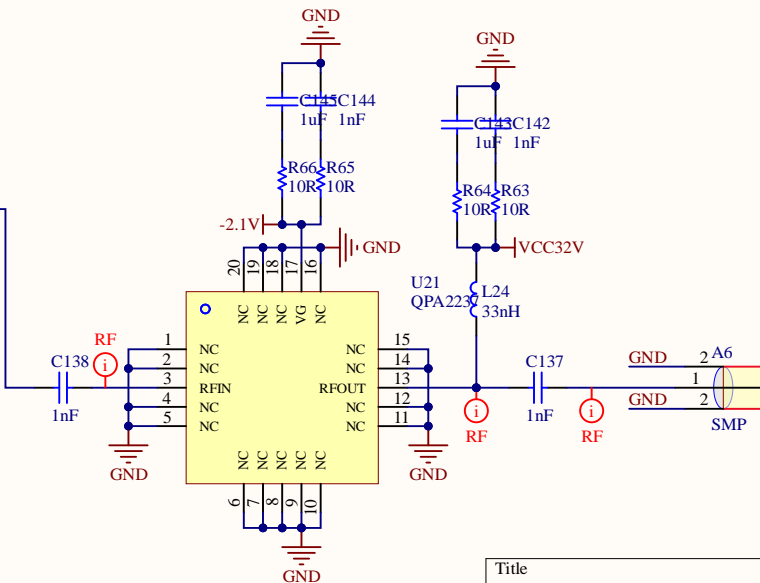 GND
GND
C145
C144
1uF
1nF
C143
C142
1uF
1nF
R66
R65
10R
10R
R64
R63
10R
10R
-2.1V
GND
VCC32V
20
19
18
17
16
U21
QPA2237
L24
33nH
NC
NC
NC
VG
NC
RF
C138
1nF
1
2
3
4
5
NC
NC
RFIN
NC
NC
NC
NC
RFOUT
NC
NC
15
14
13
12
11
C137
1nF
GND
GND
2
1
2
A6
SMP
i
i
i
RF
RF
GND
GND
NC
NC
NC
NC
NC
6
7
8
9
10
GND
Title